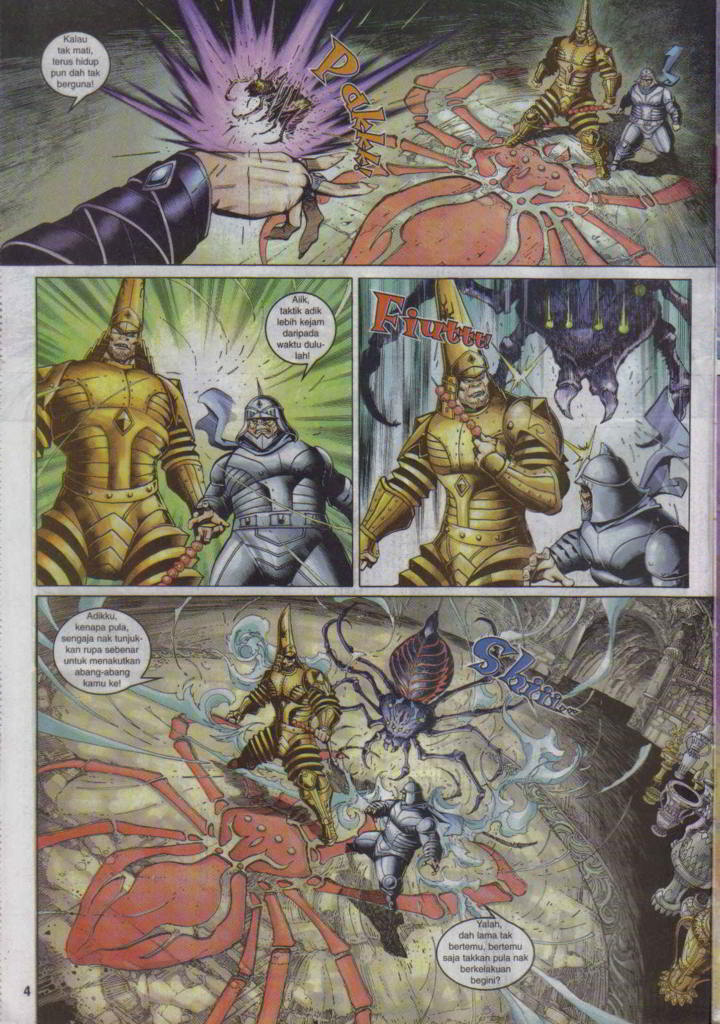 Kalau
tak mati,
terus hidup
pun dah tak
berguna!
Pakkk!
Aiik,
taktik adik
lebih kejam
daripada
waktu dulu-
lah!
Fiuttt!
Adikku,
kenapa pula,
sengaja nak tunjuk-
kan rupa sebenar
untuk menakutkan
abang-abang
kamu ke!
Yalah,
dah lama tak
bertemu, bertemu
saja takkan pula nak
berkelakuan
begini?
4